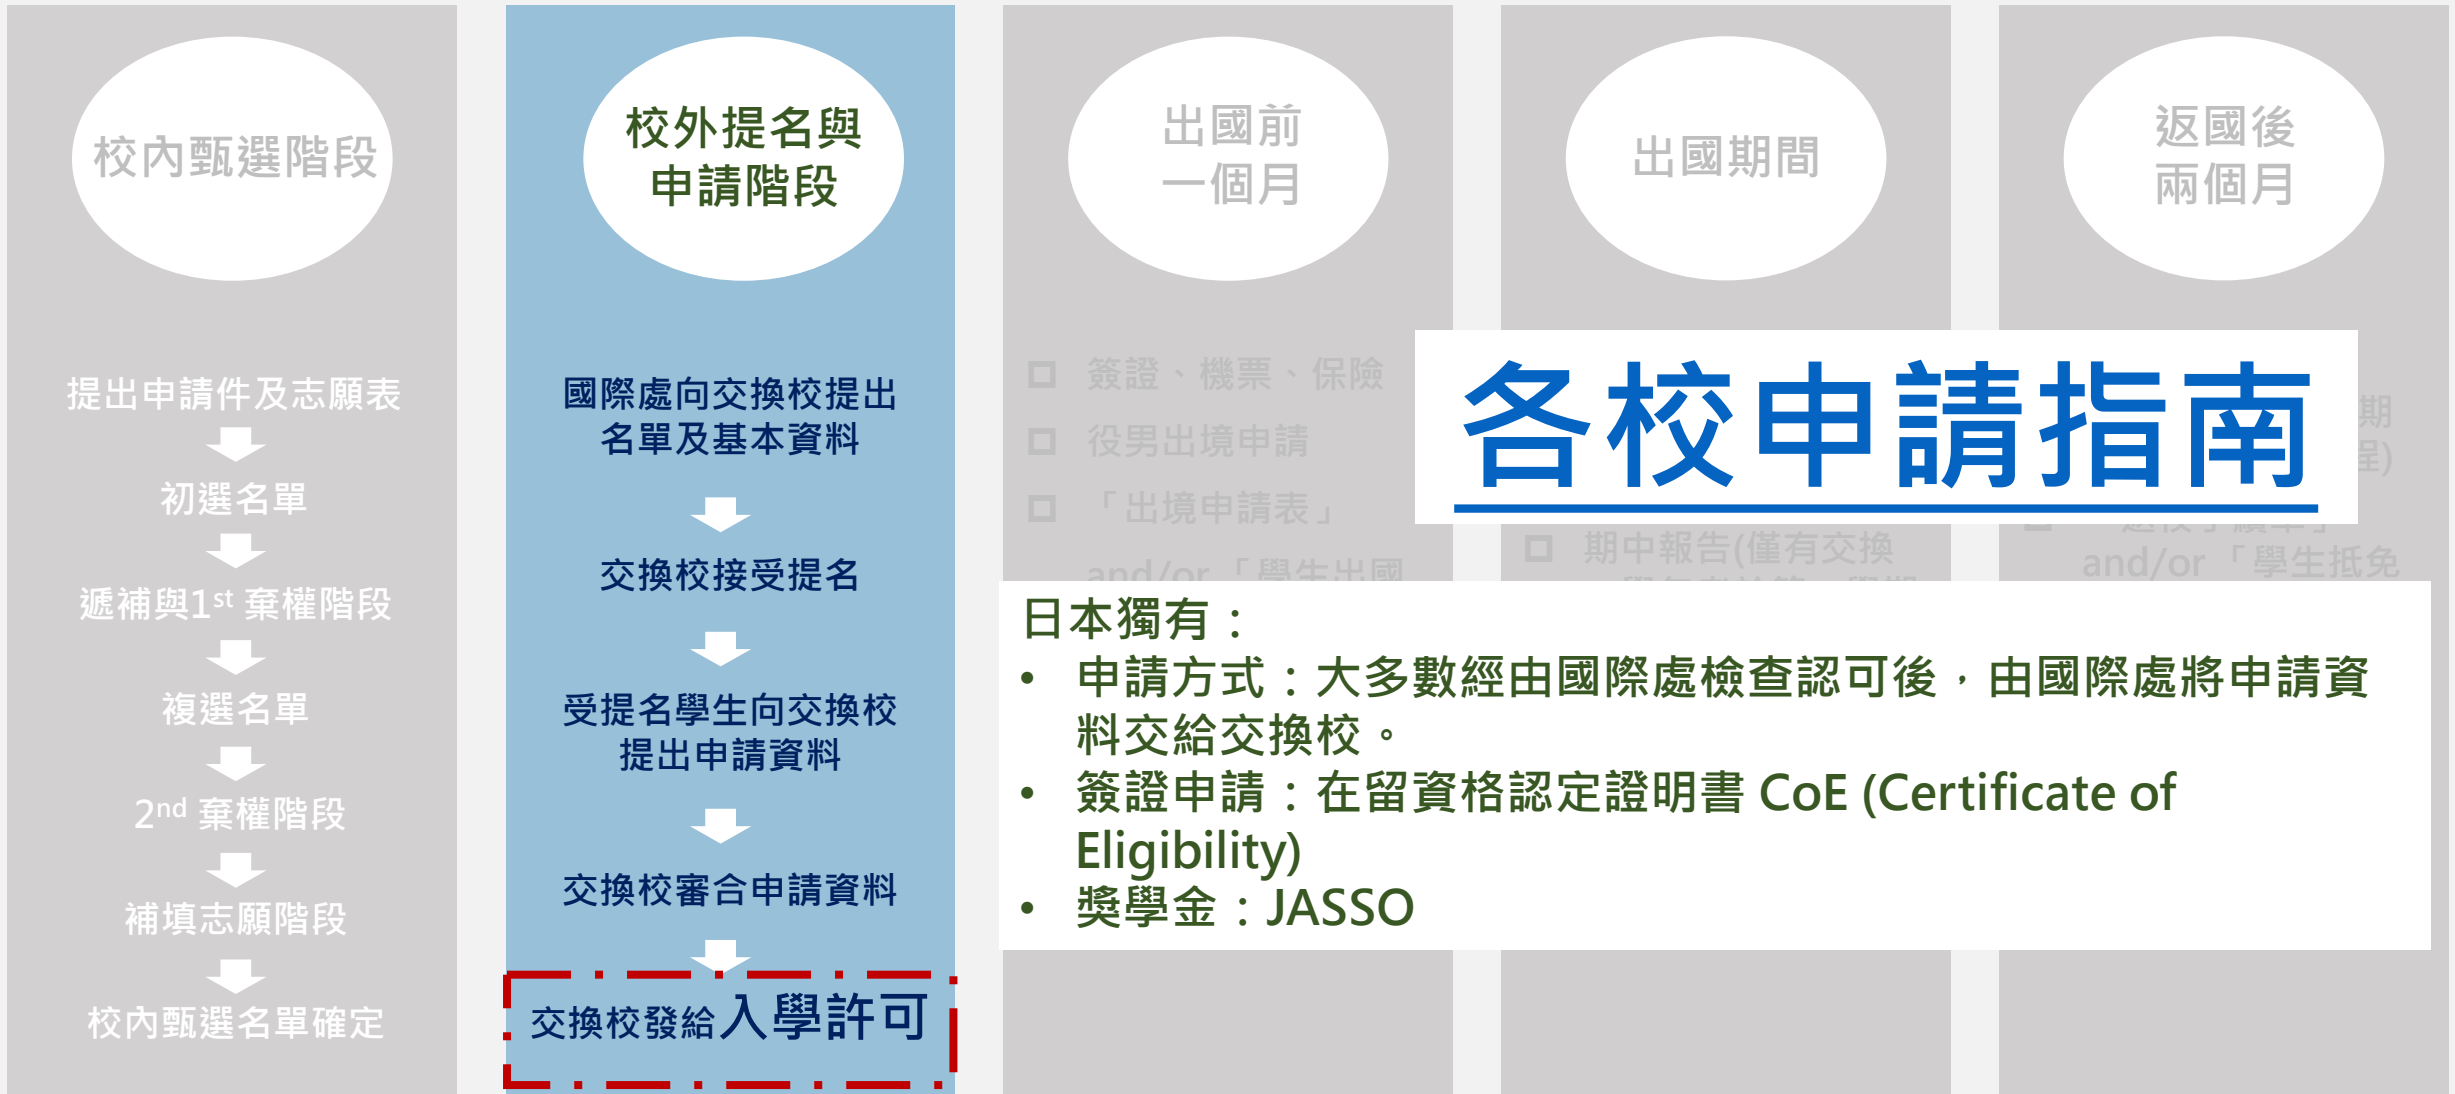 校內甄選階段
提出申請件及志願表
初選名單
遞補與1st 棄權階段
複選名單
2nd 棄權階段
補填志願階段
校內甄選名單確定
校外提名與
申請階段
國際處向交換校提出
名單及基本資料
交換校接受提名
受提名學生向交換校
提出申請資料
交換校審合申請資料
交換校發給入學許可
出國前
一個月
□ 簽證、機票、保險
□ 役男出境申請
□ 「出境申請表」
and/or 「學生出國
出國期間
□ 期中報告(僅有交換
返國後
兩個月
期
程)
and/or 「學生抵免
各校申請指南
日本獨有：
• 申請方式：大多數經由國際處檢查認可後，由國際處將申請資
料交給交換校。
• 簽證申請：在留資格認定證明書 CoE (Certificate of
Eligibility)
• 獎學金：JASSO